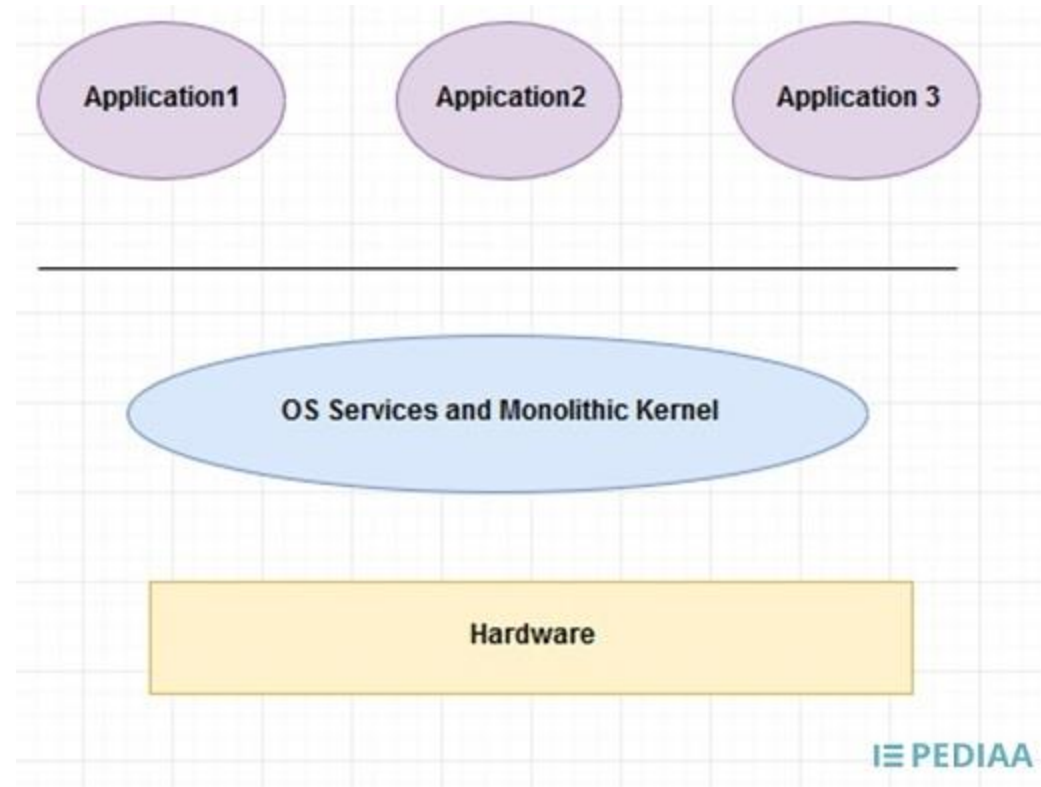 Application1
Appication2
Application 3
OS Services and Monolithic Kernel
Hardware
PEDIAA